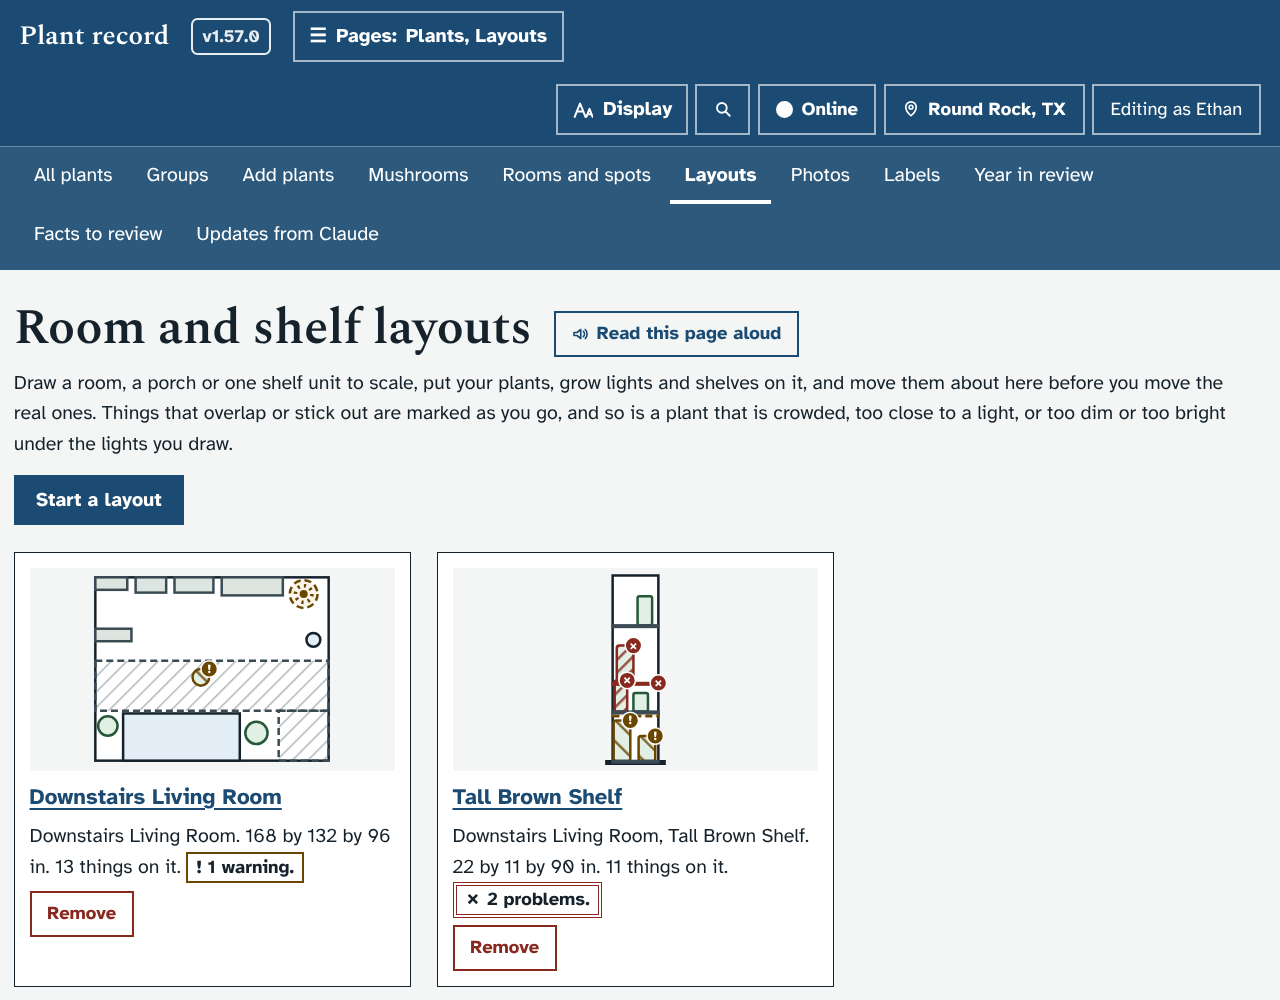 Plant record
v1.57.0
☰ Pages: Plants, Layouts
Display
Online
Round Rock, TX
Editing as Ethan
All plants
Groups
Add plants
Mushrooms
Rooms and spots
Layouts
Photos
Labels
Year in review
Facts to review
Updates from Claude
Room and shelf layouts
Read this page aloud
Draw a room, a porch or one shelf unit to scale, put your plants, grow lights and shelves on it, and move them about here before you move the
real ones. Things that overlap or stick out are marked as you go, and so is a plant that is crowded, too close to a light, or too dim or too bright
under the lights you draw.
Start a layout
Downstairs Living Room
Downstairs Living Room. 168 by 132 by 96
in. 13 things on it. ! 1 warning.
Remove
Tall Brown Shelf
Downstairs Living Room, Tall Brown Shelf.
22 by 11 by 90 in. 11 things on it.
× 2 problems.
Remove